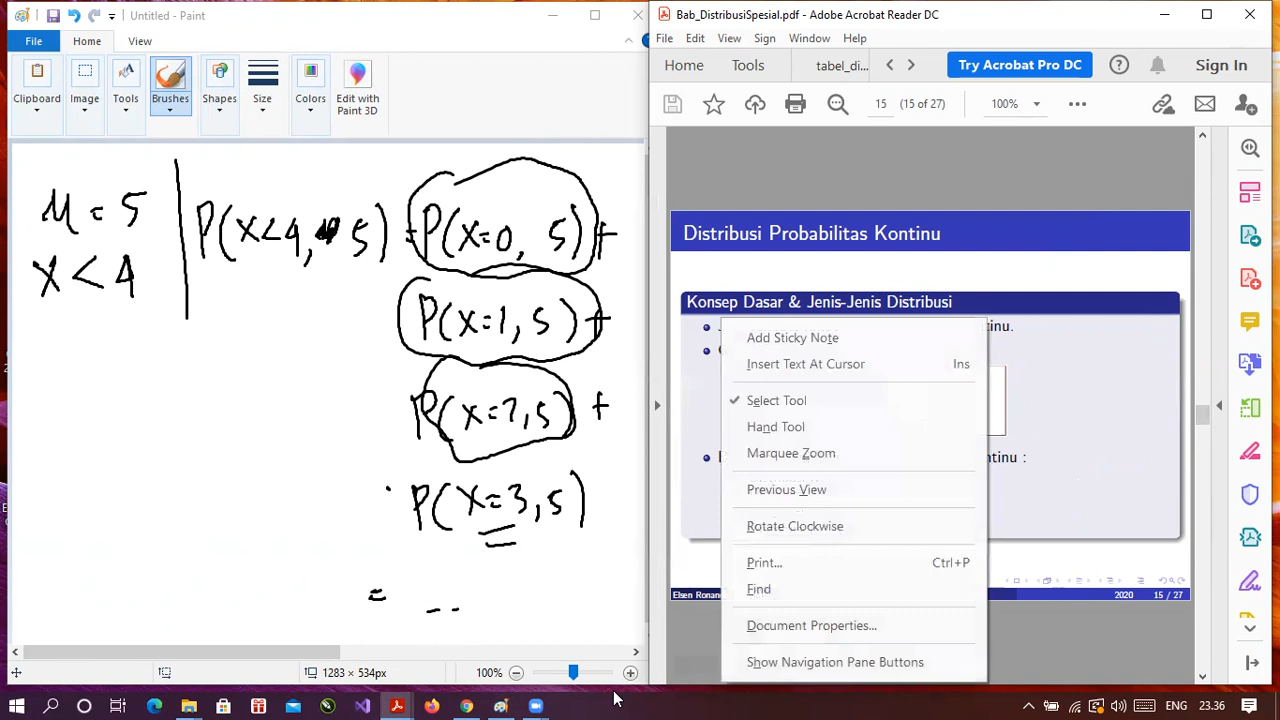 Untitled - Paint
File
Home
View
Clipboard
Image
Tools
Brushes
Shapes
Size
Colors
Edit with
Paint 3D
μ = 5
x < 4
P(x<4, 5) = P(x=0, 5) +
P(x=1, 5) +
P(x=2, 5) +
P(x=3, 5)
= --
100%
1283 × 534px
Bab_DistribusiSpesial.pdf - Adobe Acrobat Reader DC
File Edit View Sign Window Help
Home Tools tabel_di... Try Acrobat Pro DC Sign In
15 (15 of 27) 100%
Distribusi Probabilitas Kontinu
Konsep Dasar & Jenis-Jenis Distribusi
Add Sticky Note
Insert Text At Cursor Ins
Select Tool
Hand Tool
Marquee Zoom
Previous View
Rotate Clockwise
Print... Ctrl+P
Find
Document Properties...
Show Navigation Pane Buttons
ontinu :
2020 15 / 27
23.36